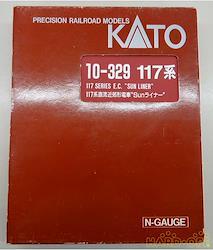 PRECISION RAILROAD MODELS
KATO
10-329 117系
117 SERIES E.C. "SUN LINER"
117系直流近郊形電車"Sunライナー"
N-GAUGE